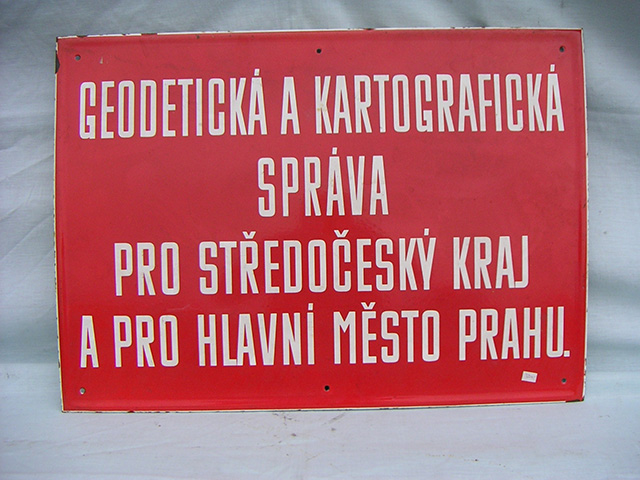 GEODETICKÁ A KARTOGRAFICKÁ
SPRÁVA
PRO STŘEDOČESKÝ KRAJ
A PRO HLAVNÍ MĚSTO PRAHU.